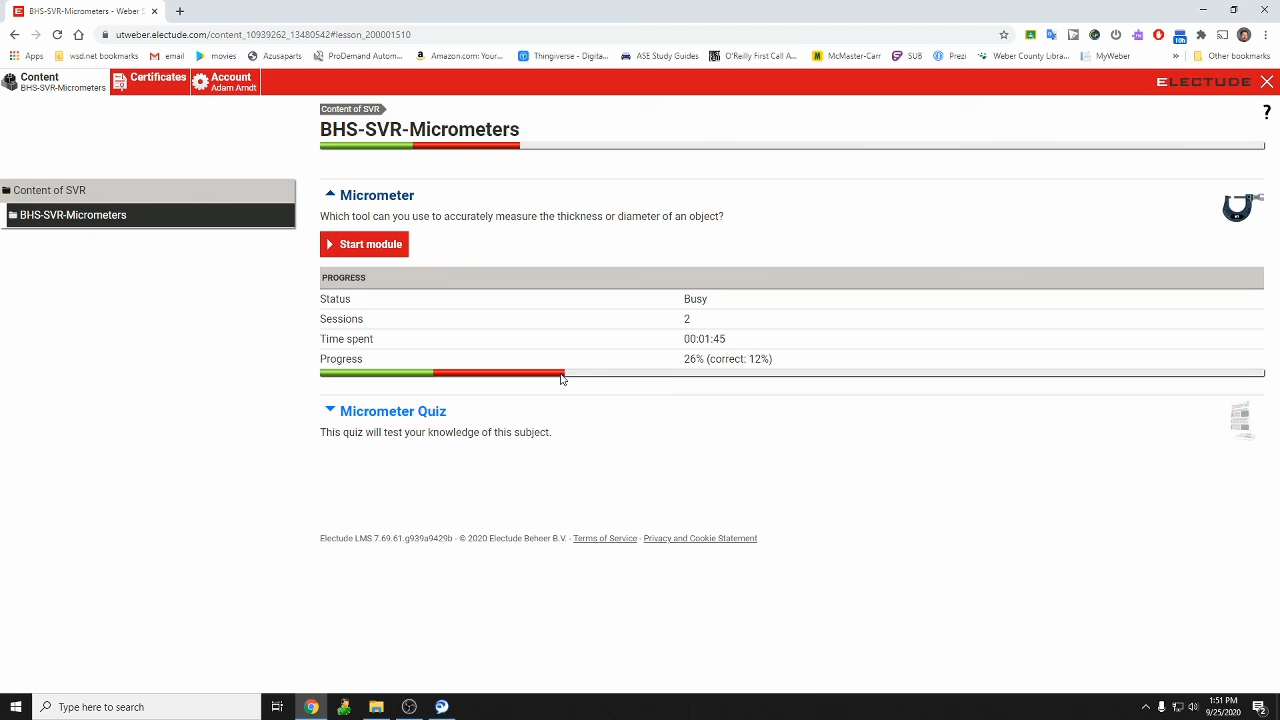 BHS-SVR-Micrometers - Weber S
utweber.electude.com/content_10939262_13480542#lesson_200001510
Apps wsd.net bookmarks email movies Azusaparts ProDemand Autom... Amazon.com: Your... Thingiverse - Digita... ASE Study Guides O'Reilly First Call A... McMaster-Carr SUB Prezi Weber County Libra... MyWeber » Other bookmarks
10h
Content
BHS-SVR-Micrometers
Certificates
Account
Adam Arndt
ELECTUDE
?
Content of SVR
BHS-SVR-Micrometers
Content of SVR
BHS-SVR-Micrometers
Micrometer
Which tool can you use to accurately measure the thickness or diameter of an object?
Start module
PROGRESS
Status Busy
Sessions 2
Time spent 00:01:45
Progress 26% (correct: 12%)
Micrometer Quiz
This quiz will test your knowledge of this subject.
Electude LMS 7.69.61.g939a9429b - © 2020 Electude Beheer B.V. - Terms of Service - Privacy and Cookie Statement
Type here to search
1:51 PM
9/25/2020
2